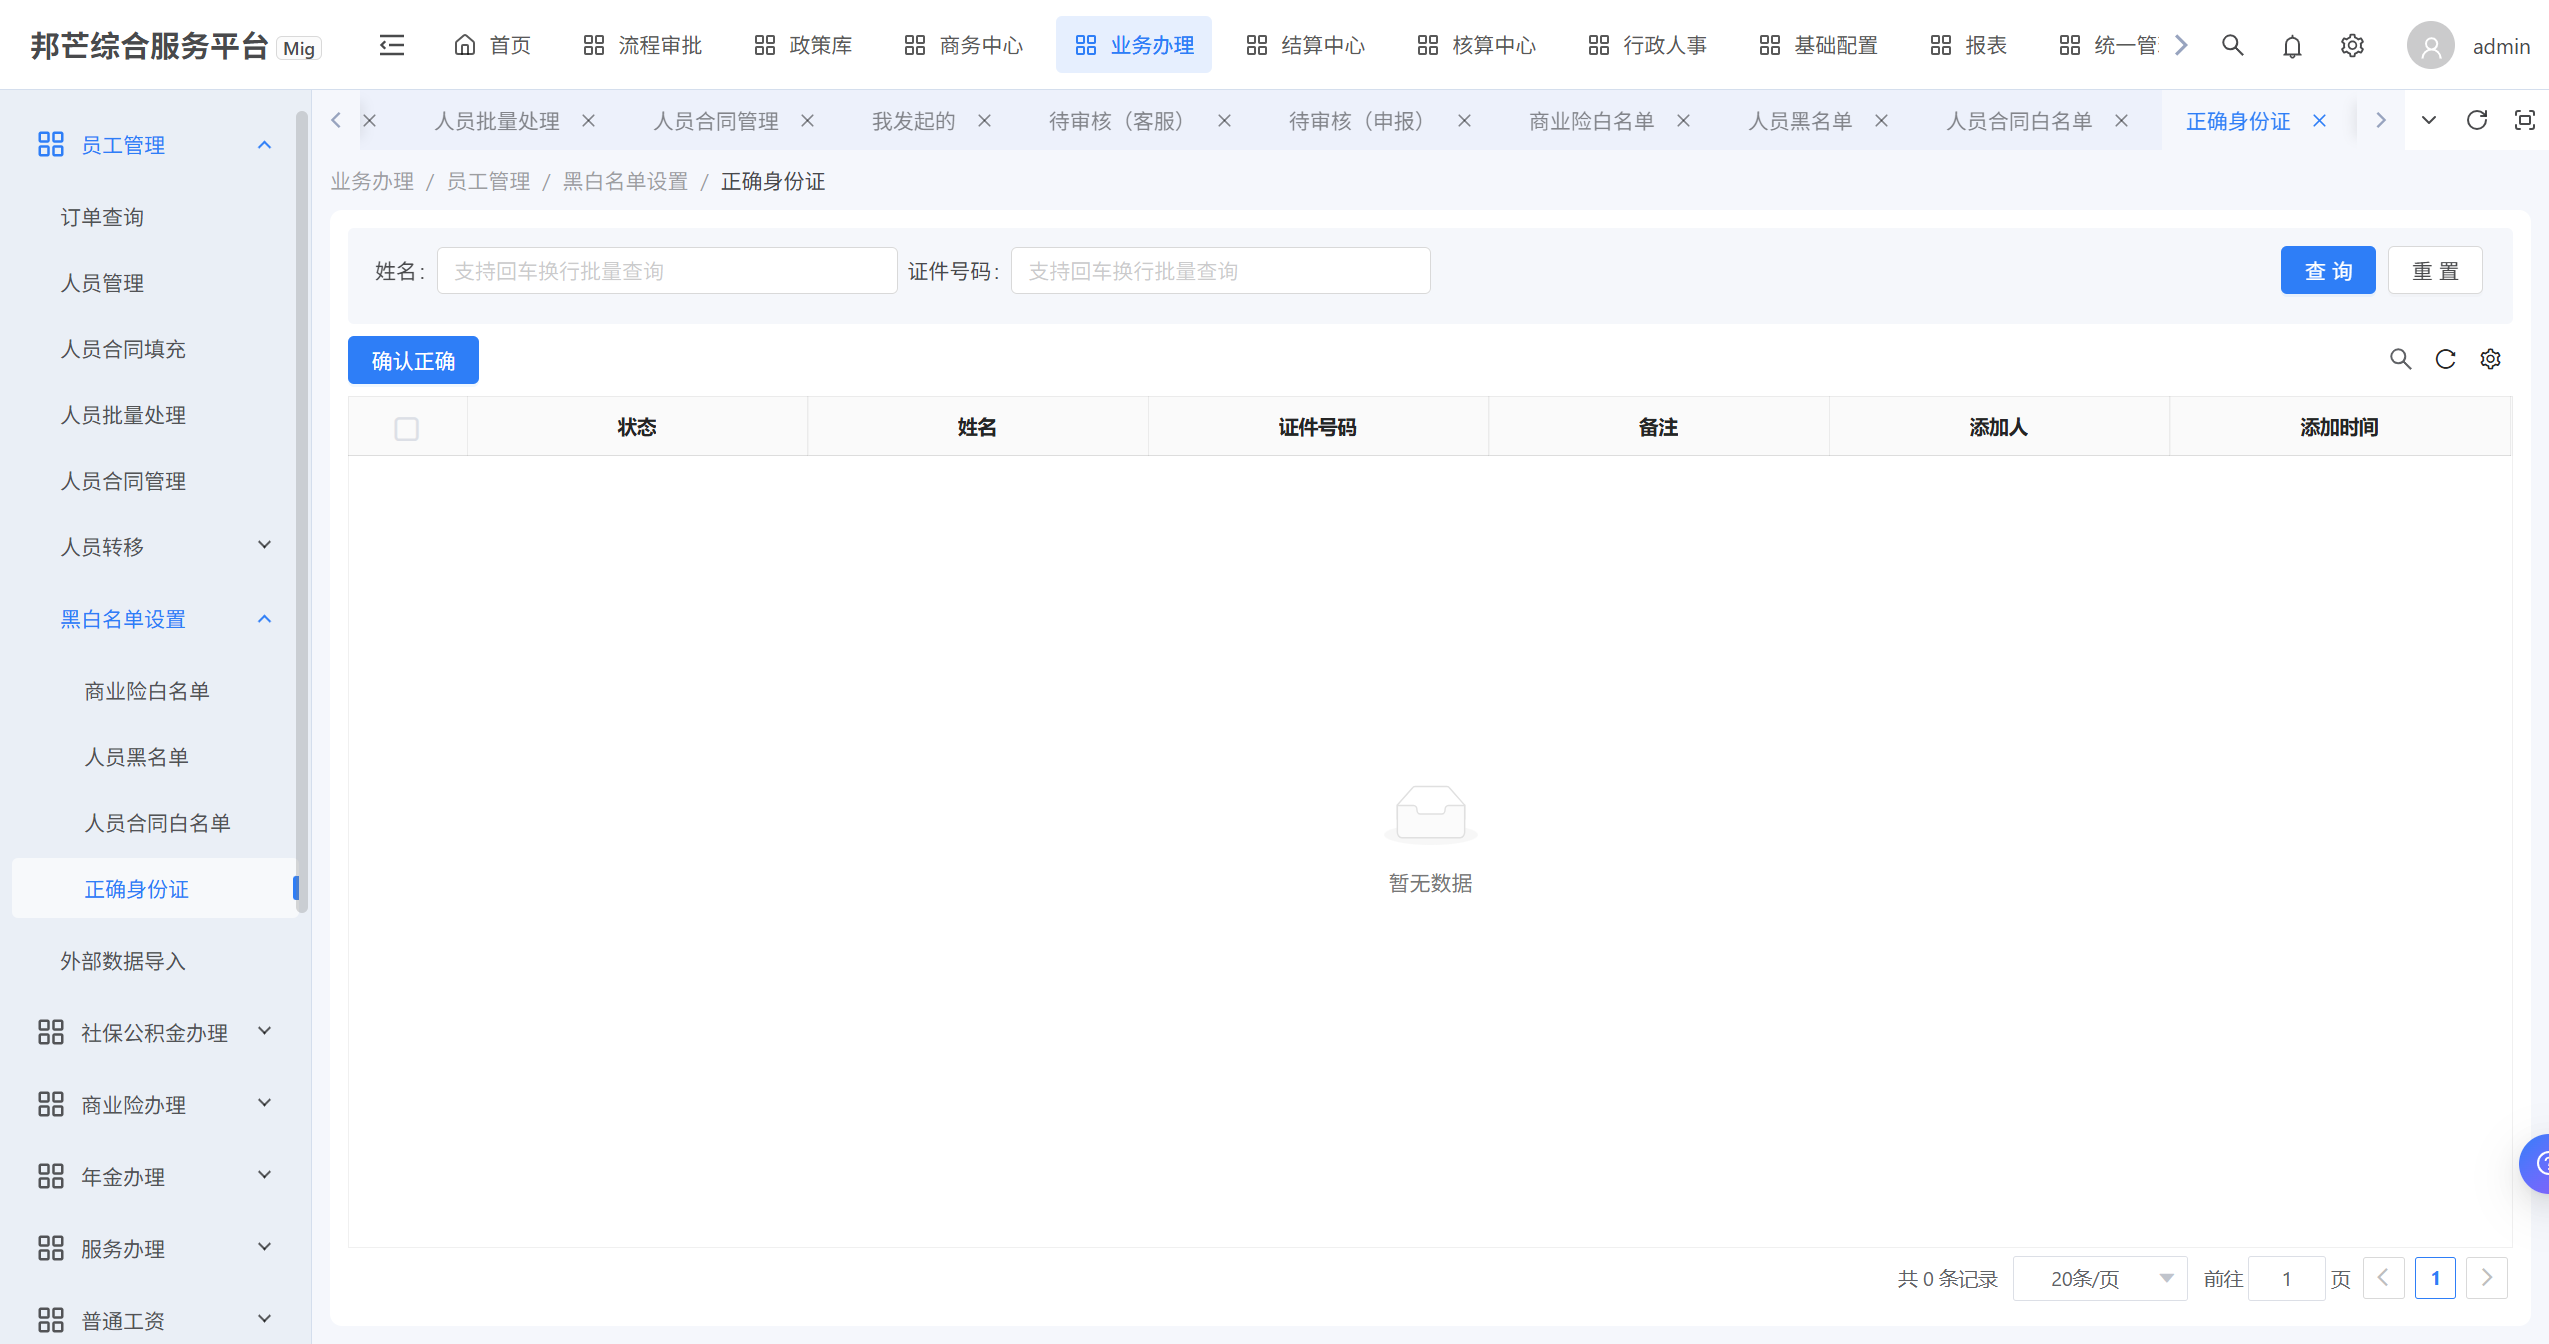 邦芒综合服务平台 Mig
首页 流程审批 政策库 商务中心 业务办理 结算中心 核算中心 行政人事 基础配置 报表 统一管 admin
人员批量处理 人员合同管理 我发起的 待审核（客服） 待审核（申报） 商业险白名单 人员黑名单 人员合同白名单 正确身份证
业务办理 / 员工管理 / 黑白名单设置 / 正确身份证
员工管理
订单查询
人员管理
人员合同填充
人员批量处理
人员合同管理
人员转移
黑白名单设置
商业险白名单
人员黑名单
人员合同白名单
正确身份证
外部数据导入
社保公积金办理
商业险办理
年金办理
服务办理
普通工资
姓名: 支持回车换行批量查询 证件号码: 支持回车换行批量查询 查 询 重 置
确认正确
状态 姓名 证件号码 备注 添加人 添加时间
暂无数据
共 0 条记录 20条/页 前往 1 页 1